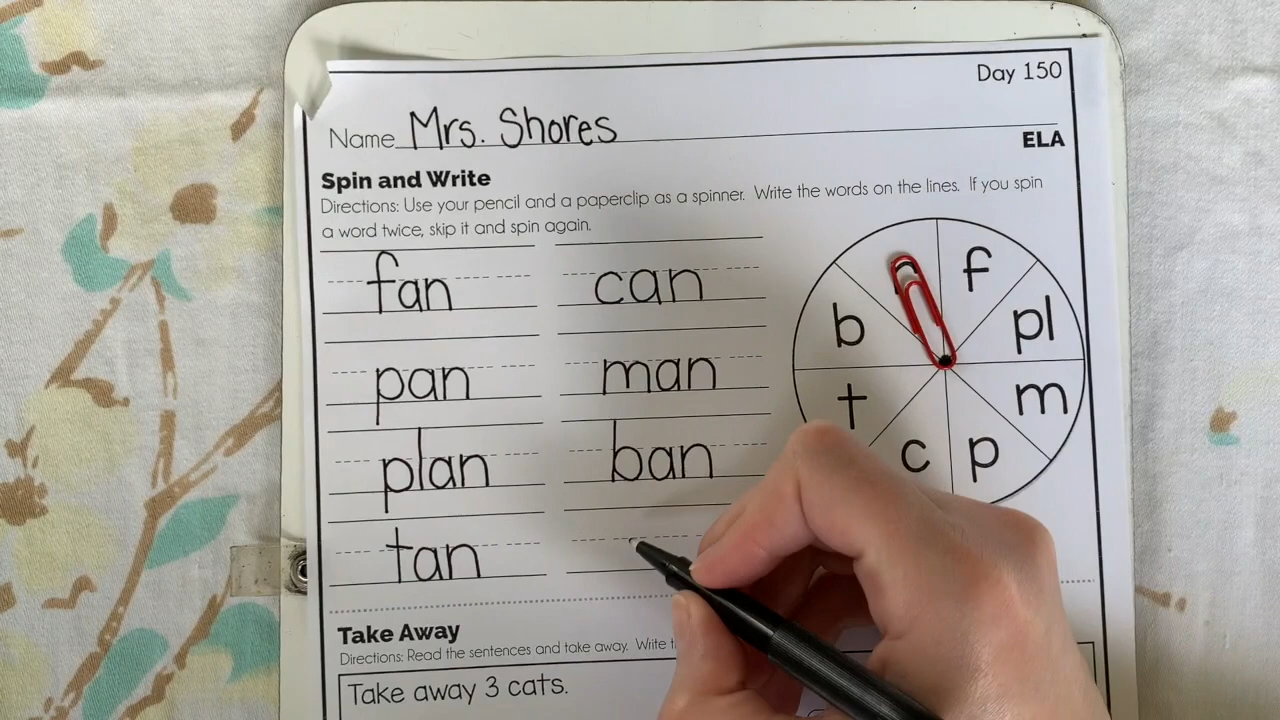 Day 150
Name Mrs. Shores
ELA
Spin and Write
Directions: Use your pencil and a paperclip as a spinner. Write the words on the lines. If you spin
a word twice, skip it and spin again.
fan can
pan man
plan ban
tan
f
pl
m
p
c
t
b
Take Away
Directions: Read the sentences and take away. Write
Take away 3 cats.